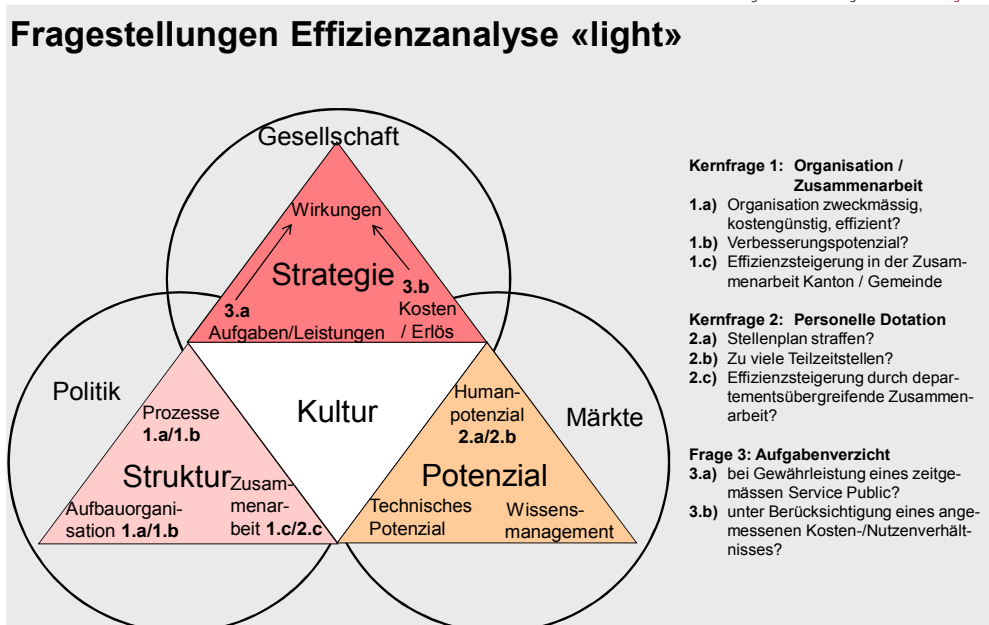 Fragestellungen Effizienzanalyse «light»
Gesellschaft
Wirkungen
Strategie
3.a
Aufgaben/Leistungen
3.b
Kosten
/ Erlös
Politik
Prozesse
1.a/1.b
Struktur
Aufbauorgani-
sation 1.a/1.b
Zusam-
menar-
beit 1.c/2.c
Kultur
Human-
potenzial
2.a/2.b
Märkte
Potenzial
Technisches
Potenzial
Wissens-
management
Kernfrage 1: Organisation /
Zusammenarbeit
1.a) Organisation zweckmässig,
kostengünstig, effizient?
1.b) Verbesserungspotenzial?
1.c) Effizienzsteigerung in der Zusam-
menarbeit Kanton / Gemeinde
Kernfrage 2: Personelle Dotation
2.a) Stellenplan straffen?
2.b) Zu viele Teilzeitstellen?
2.c) Effizienzsteigerung durch depar-
tementsübergreifende Zusammen-
arbeit?
Frage 3: Aufgabenverzicht
3.a) bei Gewährleistung eines zeitge-
mässen Service Public?
3.b) unter Berücksichtigung eines ange-
messenen Kosten-/Nutzenverhält-
nisses?